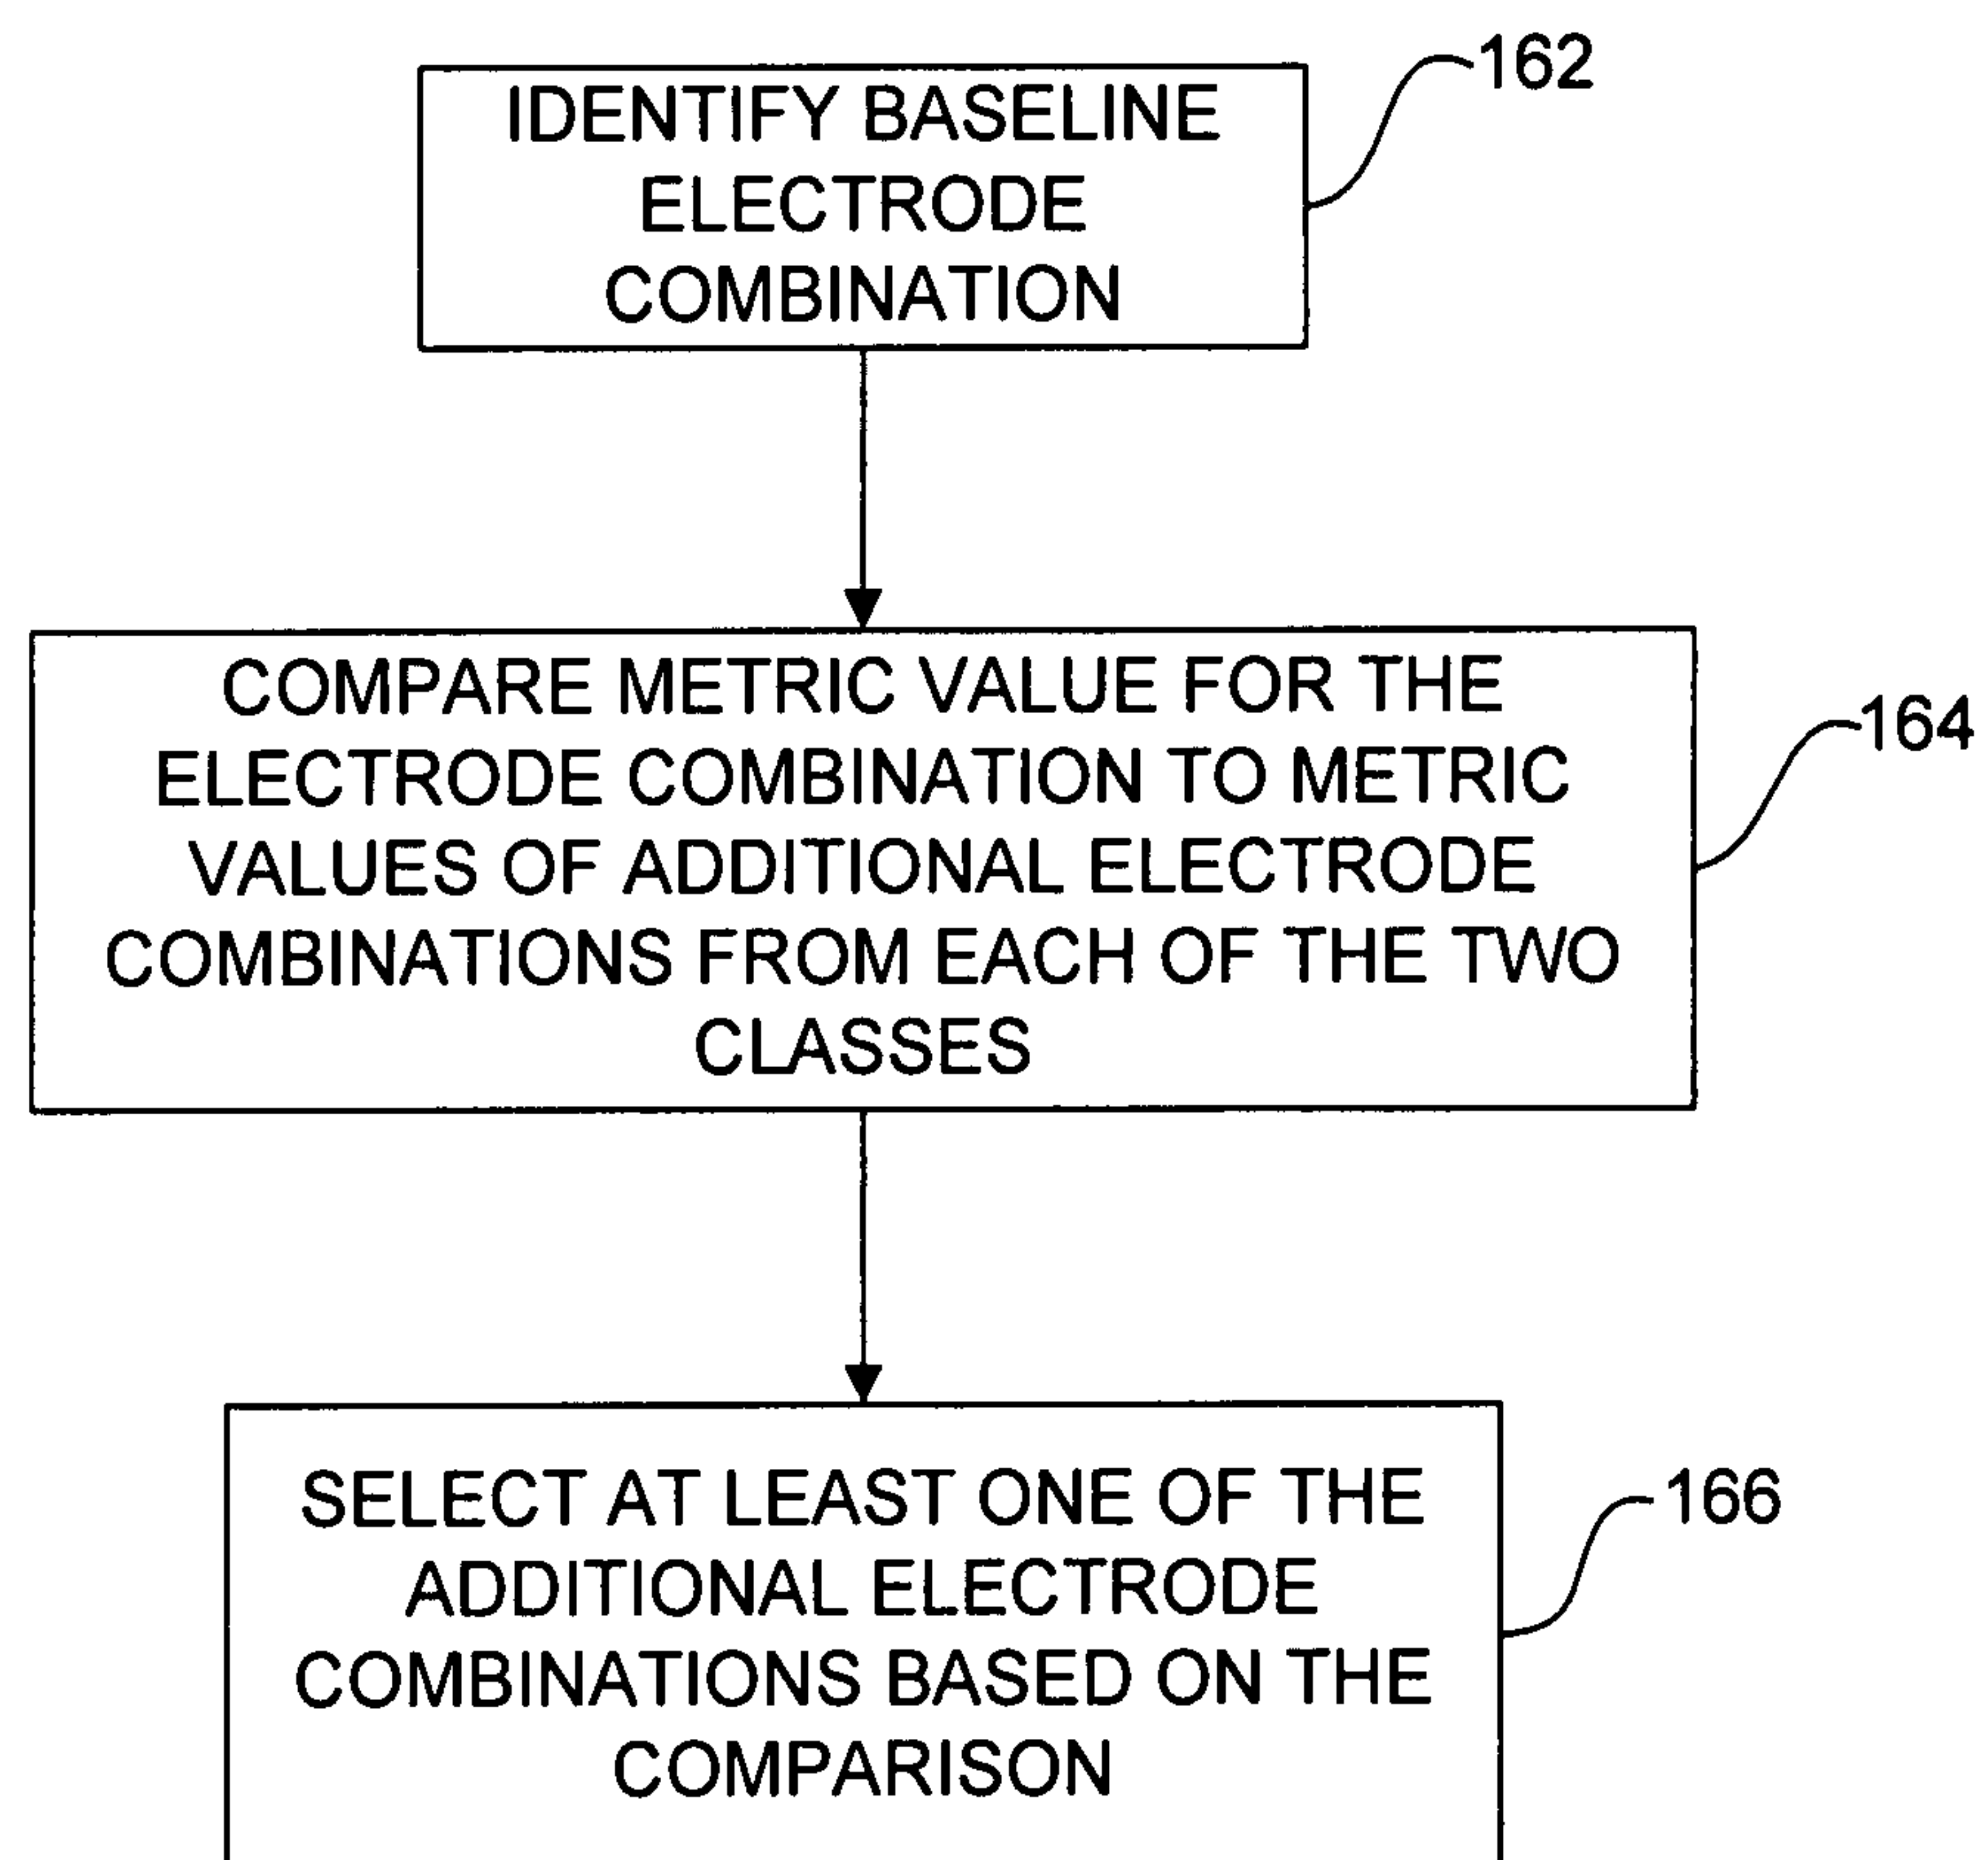 162
IDENTIFY BASELINE
ELECTRODE
COMBINATION
COMPARE METRIC VALUE FOR THE
ELECTRODE COMBINATION TO METRIC
VALUES OF ADDITIONAL ELECTRODE
COMBINATIONS FROM EACH OF THE TWO
CLASSES
164
SELECT AT LEAST ONE OF THE
ADDITIONAL ELECTRODE
COMBINATIONS BASED ON THE
COMPARISON
166